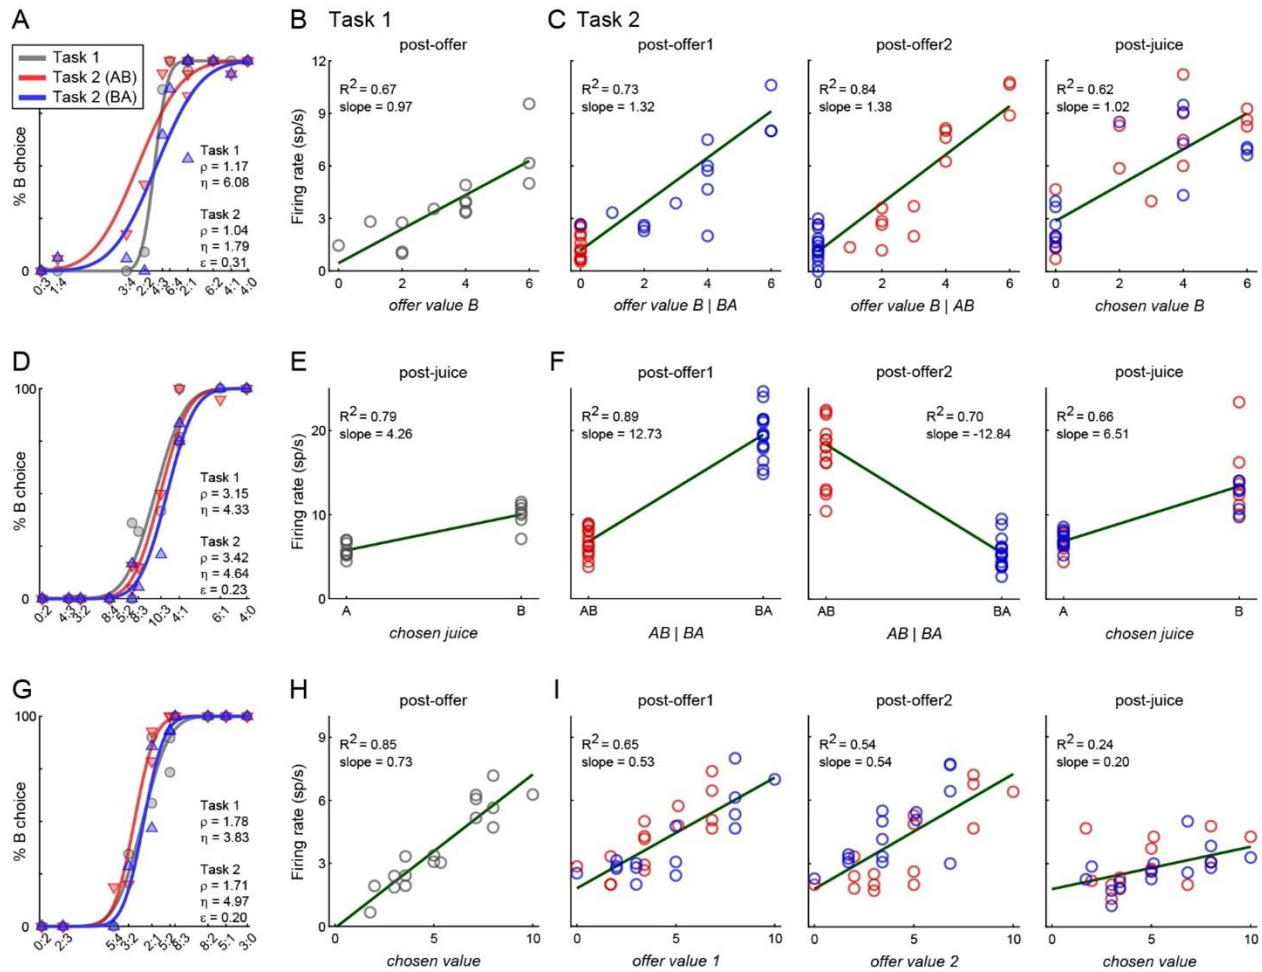 A
B Task 1
C Task 2
Task 1
Task 2 (AB)
Task 2 (BA)
% B choice
Task 1
ρ = 1.17
η = 6.08
Task 2
ρ = 1.04
η = 1.79
ε = 0.31
0:3 1:4 3:4 2:2 4:3 6:4 2:1 6:2 4:1 4:0
post-offer
R² = 0.67
slope = 0.97
Firing rate (sp/s)
12
9
6
3
0
0 2 4 6
offer value B
post-offer1
R² = 0.73
slope = 1.32
0 2 4 6
offer value B | BA
post-offer2
R² = 0.84
slope = 1.38
0 2 4 6
offer value B | AB
post-juice
R² = 0.62
slope = 1.02
0 2 4 6
chosen B
D
100
% B choice
0
Task 1
ρ = 3.15
η = 4.33
Task 2
ρ = 3.42
η = 4.64
ε = 0.23
0:2 4:3 3:2 8:4 5:2 8:3 10:3 4:1 6:1 4:0
E
post-juice
R² = 0.79
slope = 4.26
Firing rate (sp/s)
20
10
0
A B
chosen juice
F
post-offer1
R² = 0.89
slope = 12.73
AB BA
AB | BA
post-offer2
R² = 0.70
slope = -12.84
AB BA
AB | BA
post-juice
R² = 0.66
slope = 6.51
A B
chosen juice
G
100
% B choice
0
Task 1
ρ = 1.78
η = 3.83
Task 2
ρ = 1.71
η = 4.97
ε = 0.20
0:2 2:3 5:4 3:2 2:1 5:2 8:3 8:2 5:1 3:0
H
post-offer
R² = 0.85
slope = 0.73
Firing rate (sp/s)
9
6
3
0
0 5 10
chosen value
I
post-offer1
R² = 0.65
slope = 0.53
0 5 10
offer value 1
post-offer2
R² = 0.54
slope = 0.54
0 5 10
offer value 2
post-juice
R² = 0.24
slope = 0.20
0 5 10
chosen value